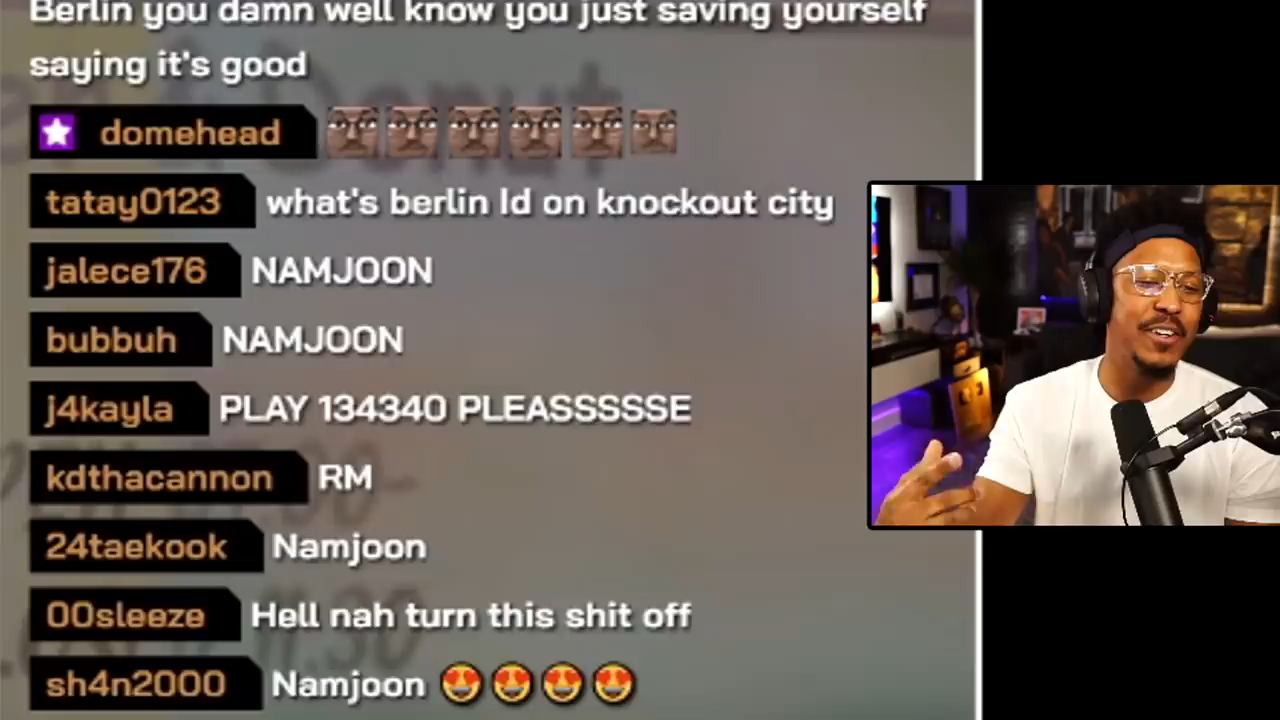 Berlin you damn well know you just saving yourself
saying it's good
domehead
tatay0123 what's berlin Id on knockout city
jalece176 NAMJOON
bubbuh NAMJOON
j4kayla PLAY 134340 PLEASSSSSE
kdthacannon RM
24taekook Namjoon
00sleeze Hell nah turn this shit off
sh4n2000 Namjoon 😍😍😍😍